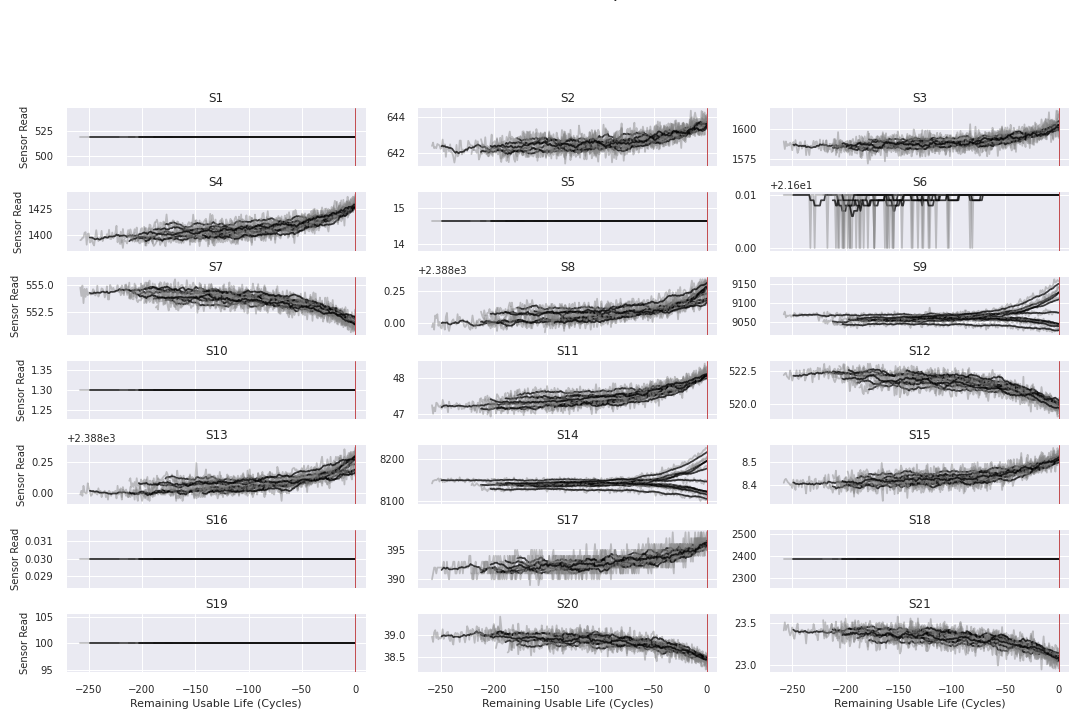 S1 S2 S3
Sensor Read
525
500
644
642
1600
1575
S4 S5 S6
Sensor Read
1425
1400
15
14
+2.16e1
0.01
0.00
S7 S8 S9
Sensor Read
555.0
552.5
+2.388e3
0.25
0.00
9150
9100
9050
S10 S11 S12
Sensor Read
1.35
1.30
1.25
48
47
522.5
520.0
S13 S14 S15
Sensor Read
+2.388e3
0.25
0.00
8200
8100
8.5
8.4
S16 S17 S18
Sensor Read
0.031
0.030
0.029
395
390
2500
2400
2300
S19 S20 S21
Sensor Read
105
100
95
39.0
38.5
23.5
23.0
−250 −200 −150 −100 −50 0 −250 −200 −150 −100 −50 0 −250 −200 −150 −100 −50 0
Remaining Usable Life (Cycles) Remaining Usable Life (Cycles) Remaining Usable Life (Cycles)